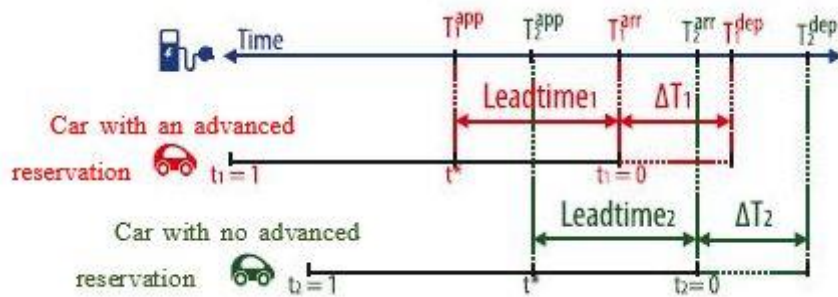 T₁ᵃᵖᵖ T₂ᵃᵖᵖ T₁ᵃʳʳ T₂ᵃʳʳ T₁ᵈᵉᵖ T₂ᵈᵉᵖ
Time
Leadtime₁ ΔT₁
Car with an advanced
reservation t₁ = 1 t* t₁ = 0
Leadtime₂ ΔT₂
Car with no advanced
reservation t₂ = 1 t* t₂= 0